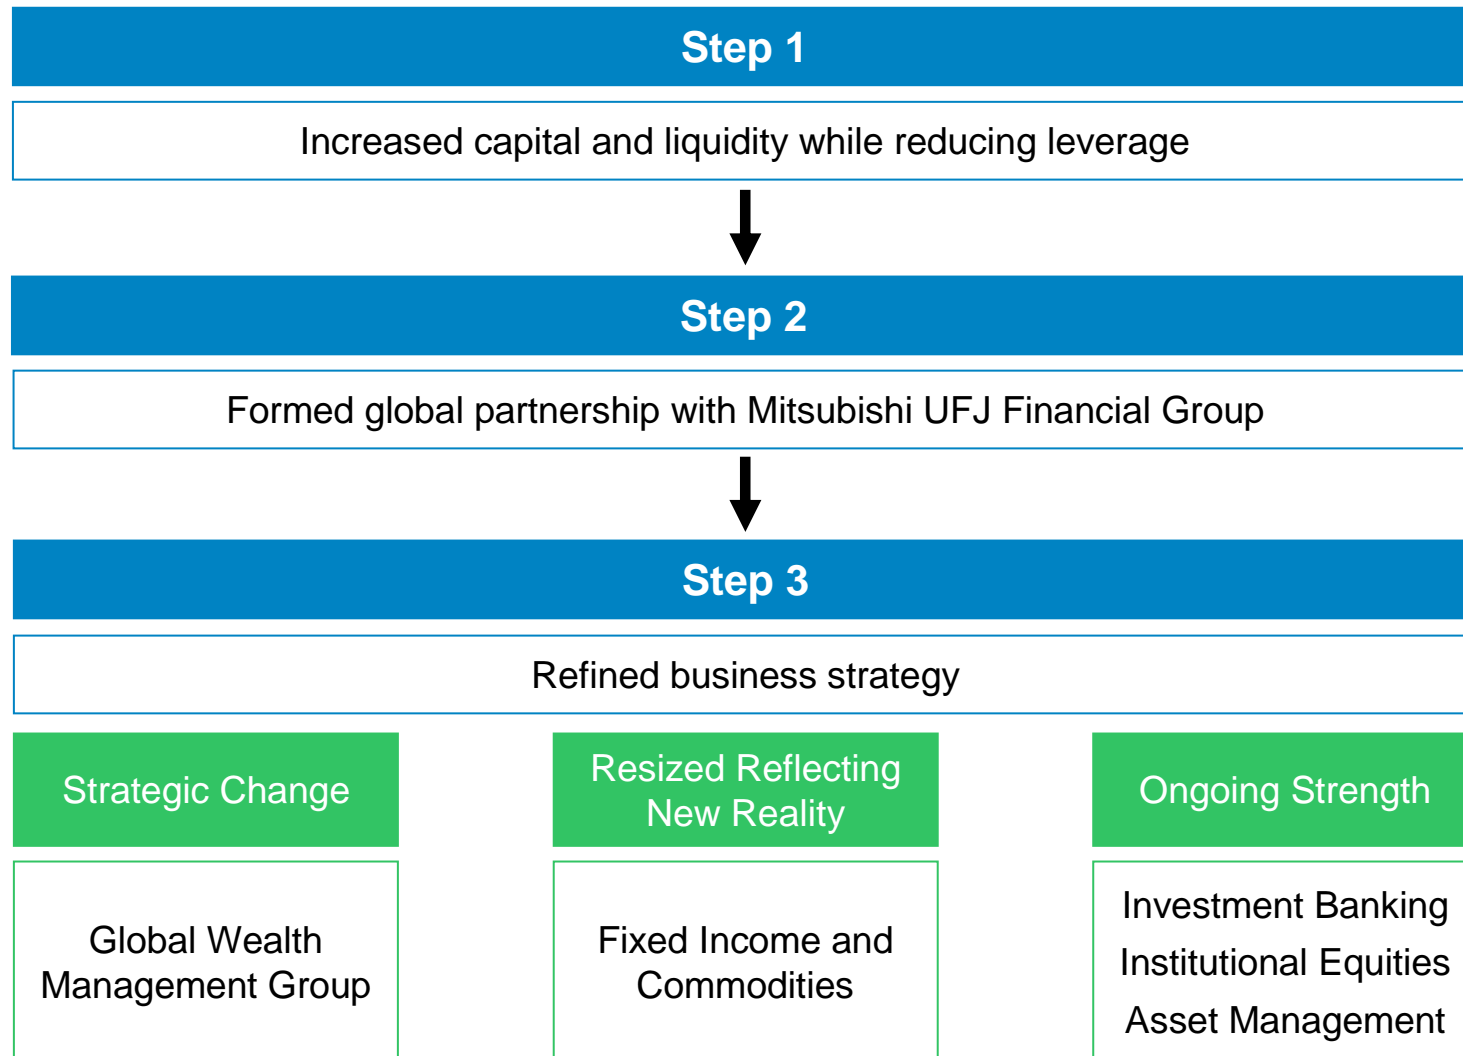 Step 1
Increased capital and liquidity while reducing leverage
Step 2
Formed global partnership with Mitsubishi UFJ Financial Group
Step 3
Refined business strategy
Strategic Change
Global Wealth
Management Group
Resized Reflecting
New Reality
Fixed Income and
Commodities
Ongoing Strength
Investment Banking
Institutional Equities
Asset Management